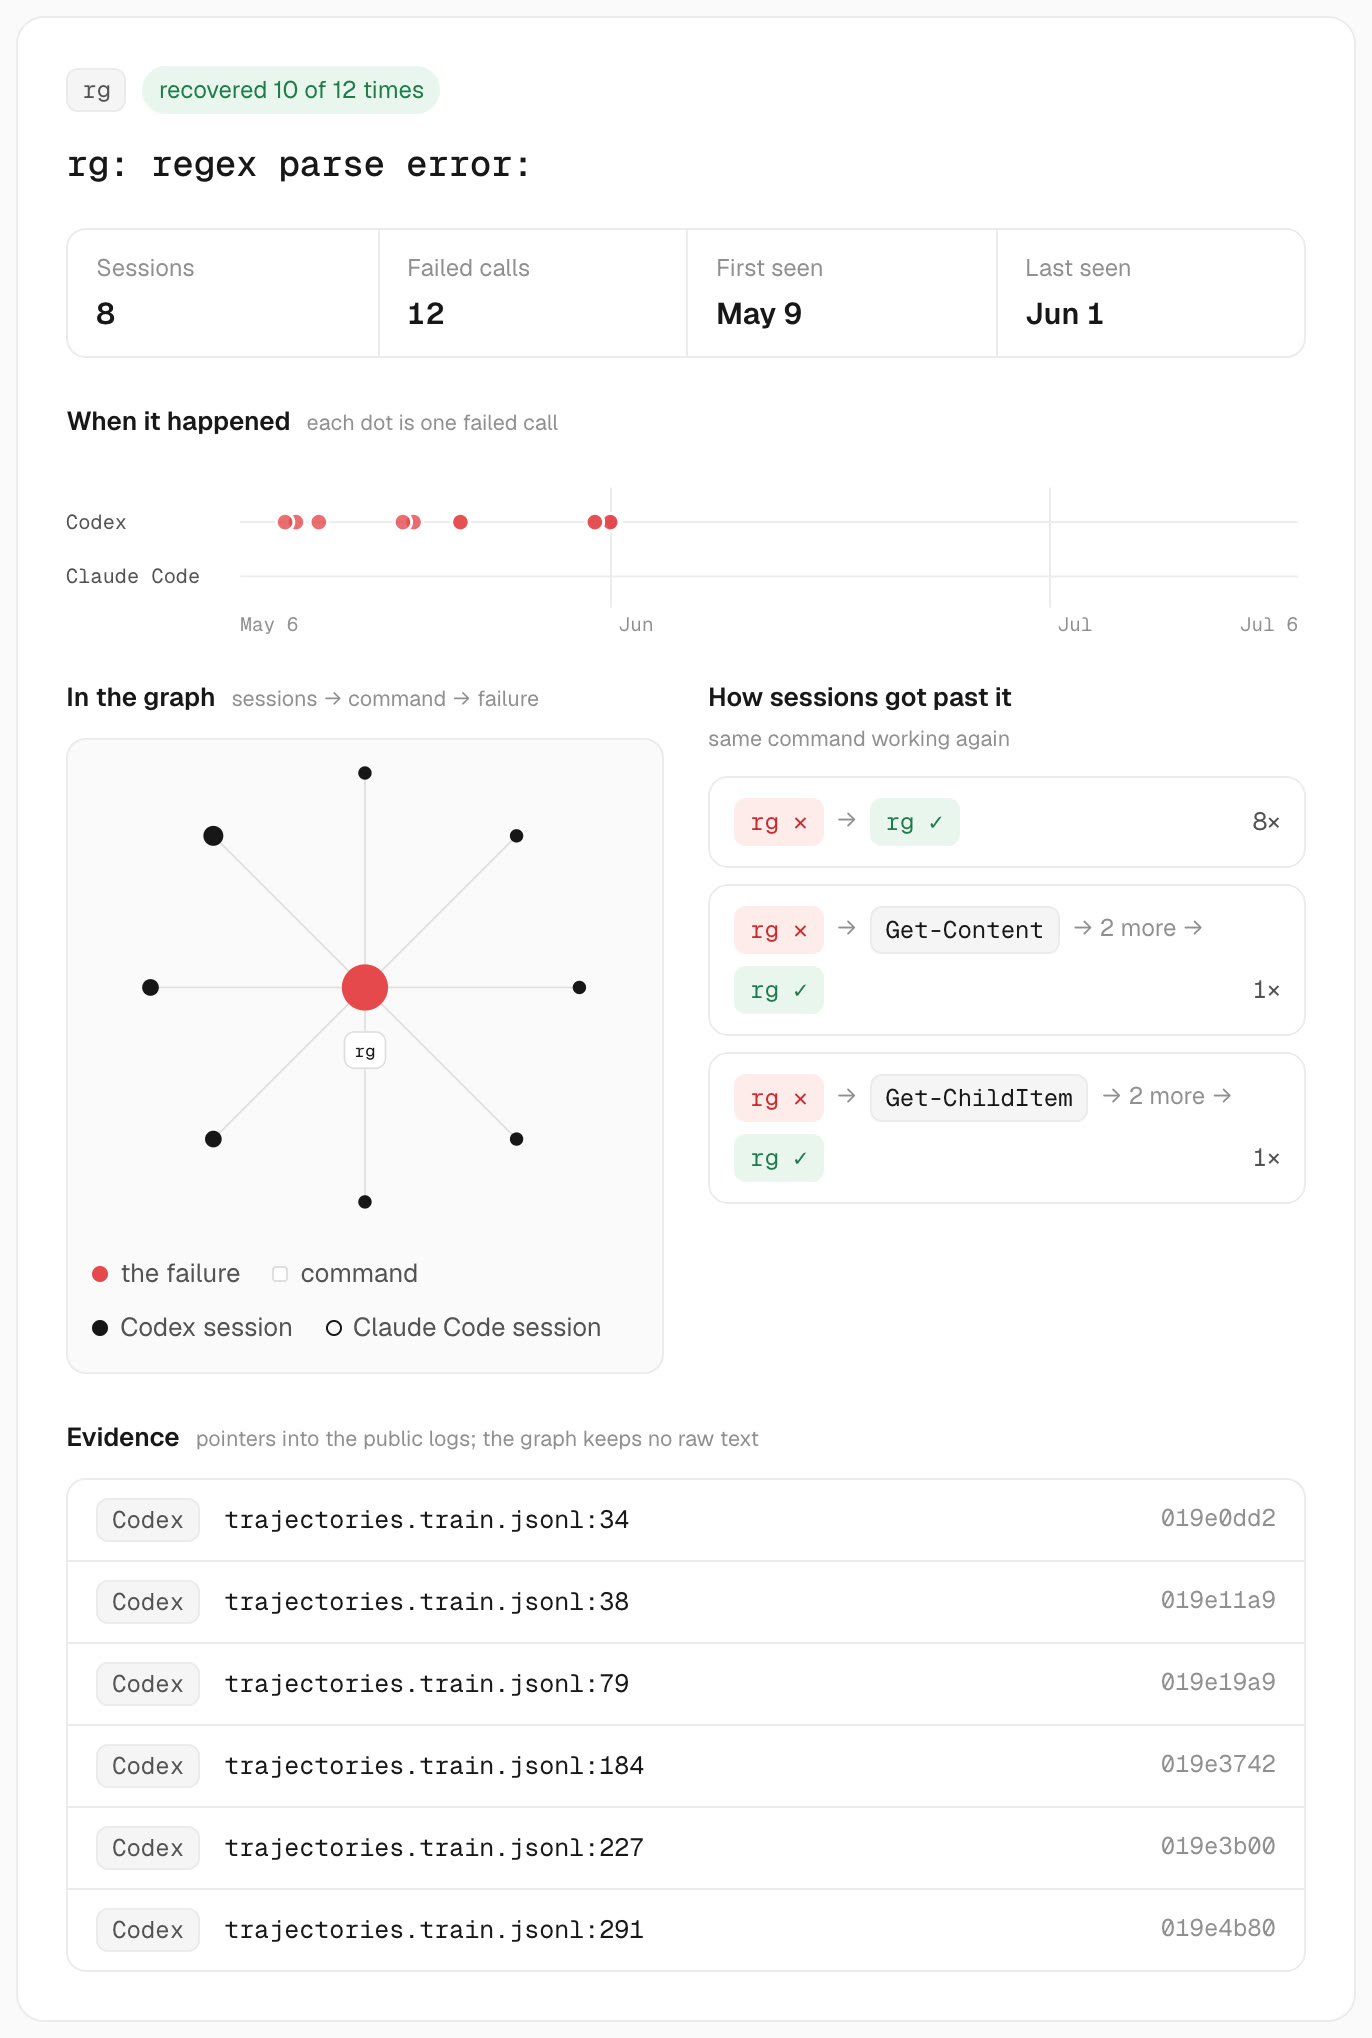 rg recovered 10 of 12 times
rg: regex parse error:
Sessions Failed calls First seen Last seen
8 12 May 9 Jun 1
When it happened each dot is one failed call
Codex
Claude Code
May 6 Jun Jul Jul 6
In the graph sessions → command → failure
rg
the failure command
Codex session Claude Code session
How sessions got past it
same command working again
rg × → rg ✓ 8×
rg × → Get-Content → 2 more →
rg ✓ 1×
rg × → Get-ChildItem → 2 more →
rg ✓ 1×
Evidence pointers into the public logs; the graph keeps no raw text
Codex trajectories.train.jsonl:34 019e0dd2
Codex trajectories.train.jsonl:38 019e11a9
Codex trajectories.train.jsonl:79 019e19a9
Codex trajectories.train.jsonl:184 019e3742
Codex trajectories.train.jsonl:227 019e3b00
Codex trajectories.train.jsonl:291 019e4b80